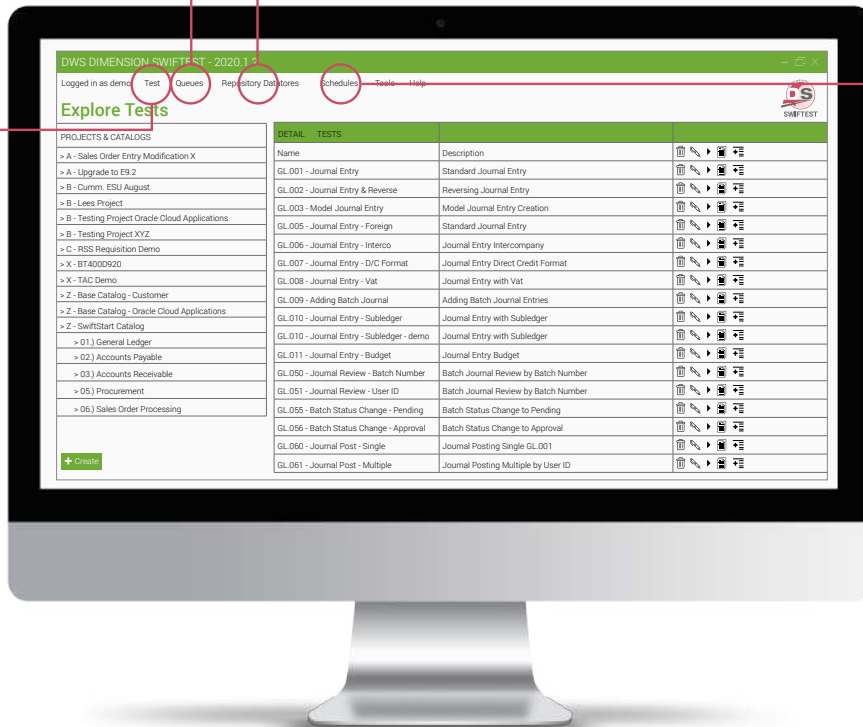 DWS DIMENSION SWIFTEST - 2020.1.2
Logged in as demo Test Queues Repository Datatores Schedules Tools Help
DS
SWIFTEST
Explore Tests
PROJECTS & CATALOGS
> A - Sales Order Entry Modification X
> A - Upgrade to E9.2
> B - Cumm. ESU August
> B - Lees Project
> B - Testing Project Oracle Cloud Applications
> B - Testing Project XYZ
> C - RSS Requisition Demo
> X - BT400D920
> X - TAC Demo
> Z - Base Catalog - Customer
> Z - Base Catalog - Oracle Cloud Applications
> Z - SwiftStart Catalog
> 01.) General Ledger
> 02.) Accounts Payable
> 03.) Accounts Receivable
> 05.) Procurement
> 06.) Sales Order Processing
+ Create
DETAIL TESTS
Name Description
GL.001 - Journal Entry Standard Journal Entry
GL.002 - Journal Entry & Reverse Reversing Journal Entry
GL.003 - Model Journal Entry Model Journal Entry Creation
GL.005 - Journal Entry - Foreign Standard Journal Entry
GL.006 - Journal Entry - Interco Journal Entry Intercompany
GL.007 - Journal Entry - D/C Format Journal Entry Direct Credit Format
GL.008 - Journal Entry - Vat Journal Entry with Vat
GL.009 - Adding Batch Journal Adding Batch Journal Entries
GL.010 - Journal Entry - Subledger Journal Entry with Subledger
GL.010 - Journal Entry - Subledger - demo Journal Entry with Subledger
GL.011 - Journal Entry - Budget Journal Entry Budget
GL.050 - Journal Review - Batch Number Batch Journal Review by Batch Number
GL.051 - Journal Review - User ID Batch Journal Review by Batch Number
GL.055 - Batch Status Change - Pending Batch Status Change to Pending
GL.056 - Batch Status Change - Approval Batch Status Change to Approval
GL.060 - Journal Post - Single Journal Posting Single GL.001
GL.061 - Journal Post - Multiple Journal Posting Multiple by User ID